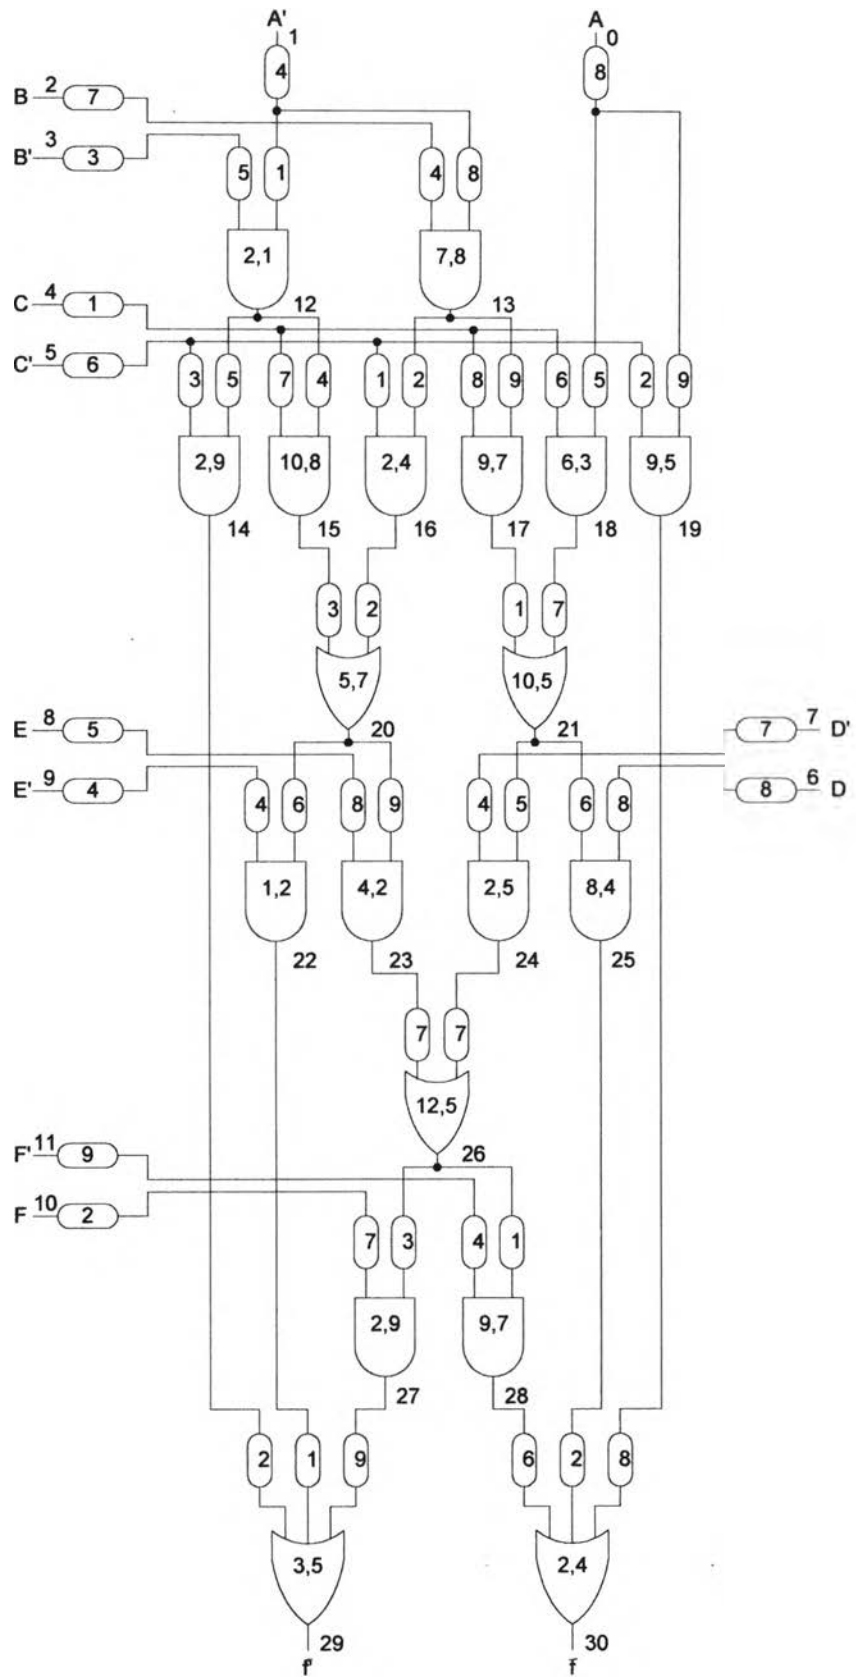 A' A
1 0
4 8
B 2 7
B' 3 3
5 1 4 8
2,1 7,8
C 4 1 12 13
C' 5 6
3 5 7 4 1 2 8 9 6 5 2 9
2,9 10,8 2,4 9,7 6,3 9,5
14 15 16 17 18 19
3 2 1 7
5,7 10,5
E 8 5 20 21 7 7 D'
E' 9 4 4 6 8 9 4 5 6 8 8 6 D
1,2 4,2 2,5 8,4
22 23 24 25
7 7
12,5
F' 11 9 26
F 10 2
7 3 4 1
2,9 9,7
27 28
2 1 9 6 2 8
3,5 2,4
29 30
f' f